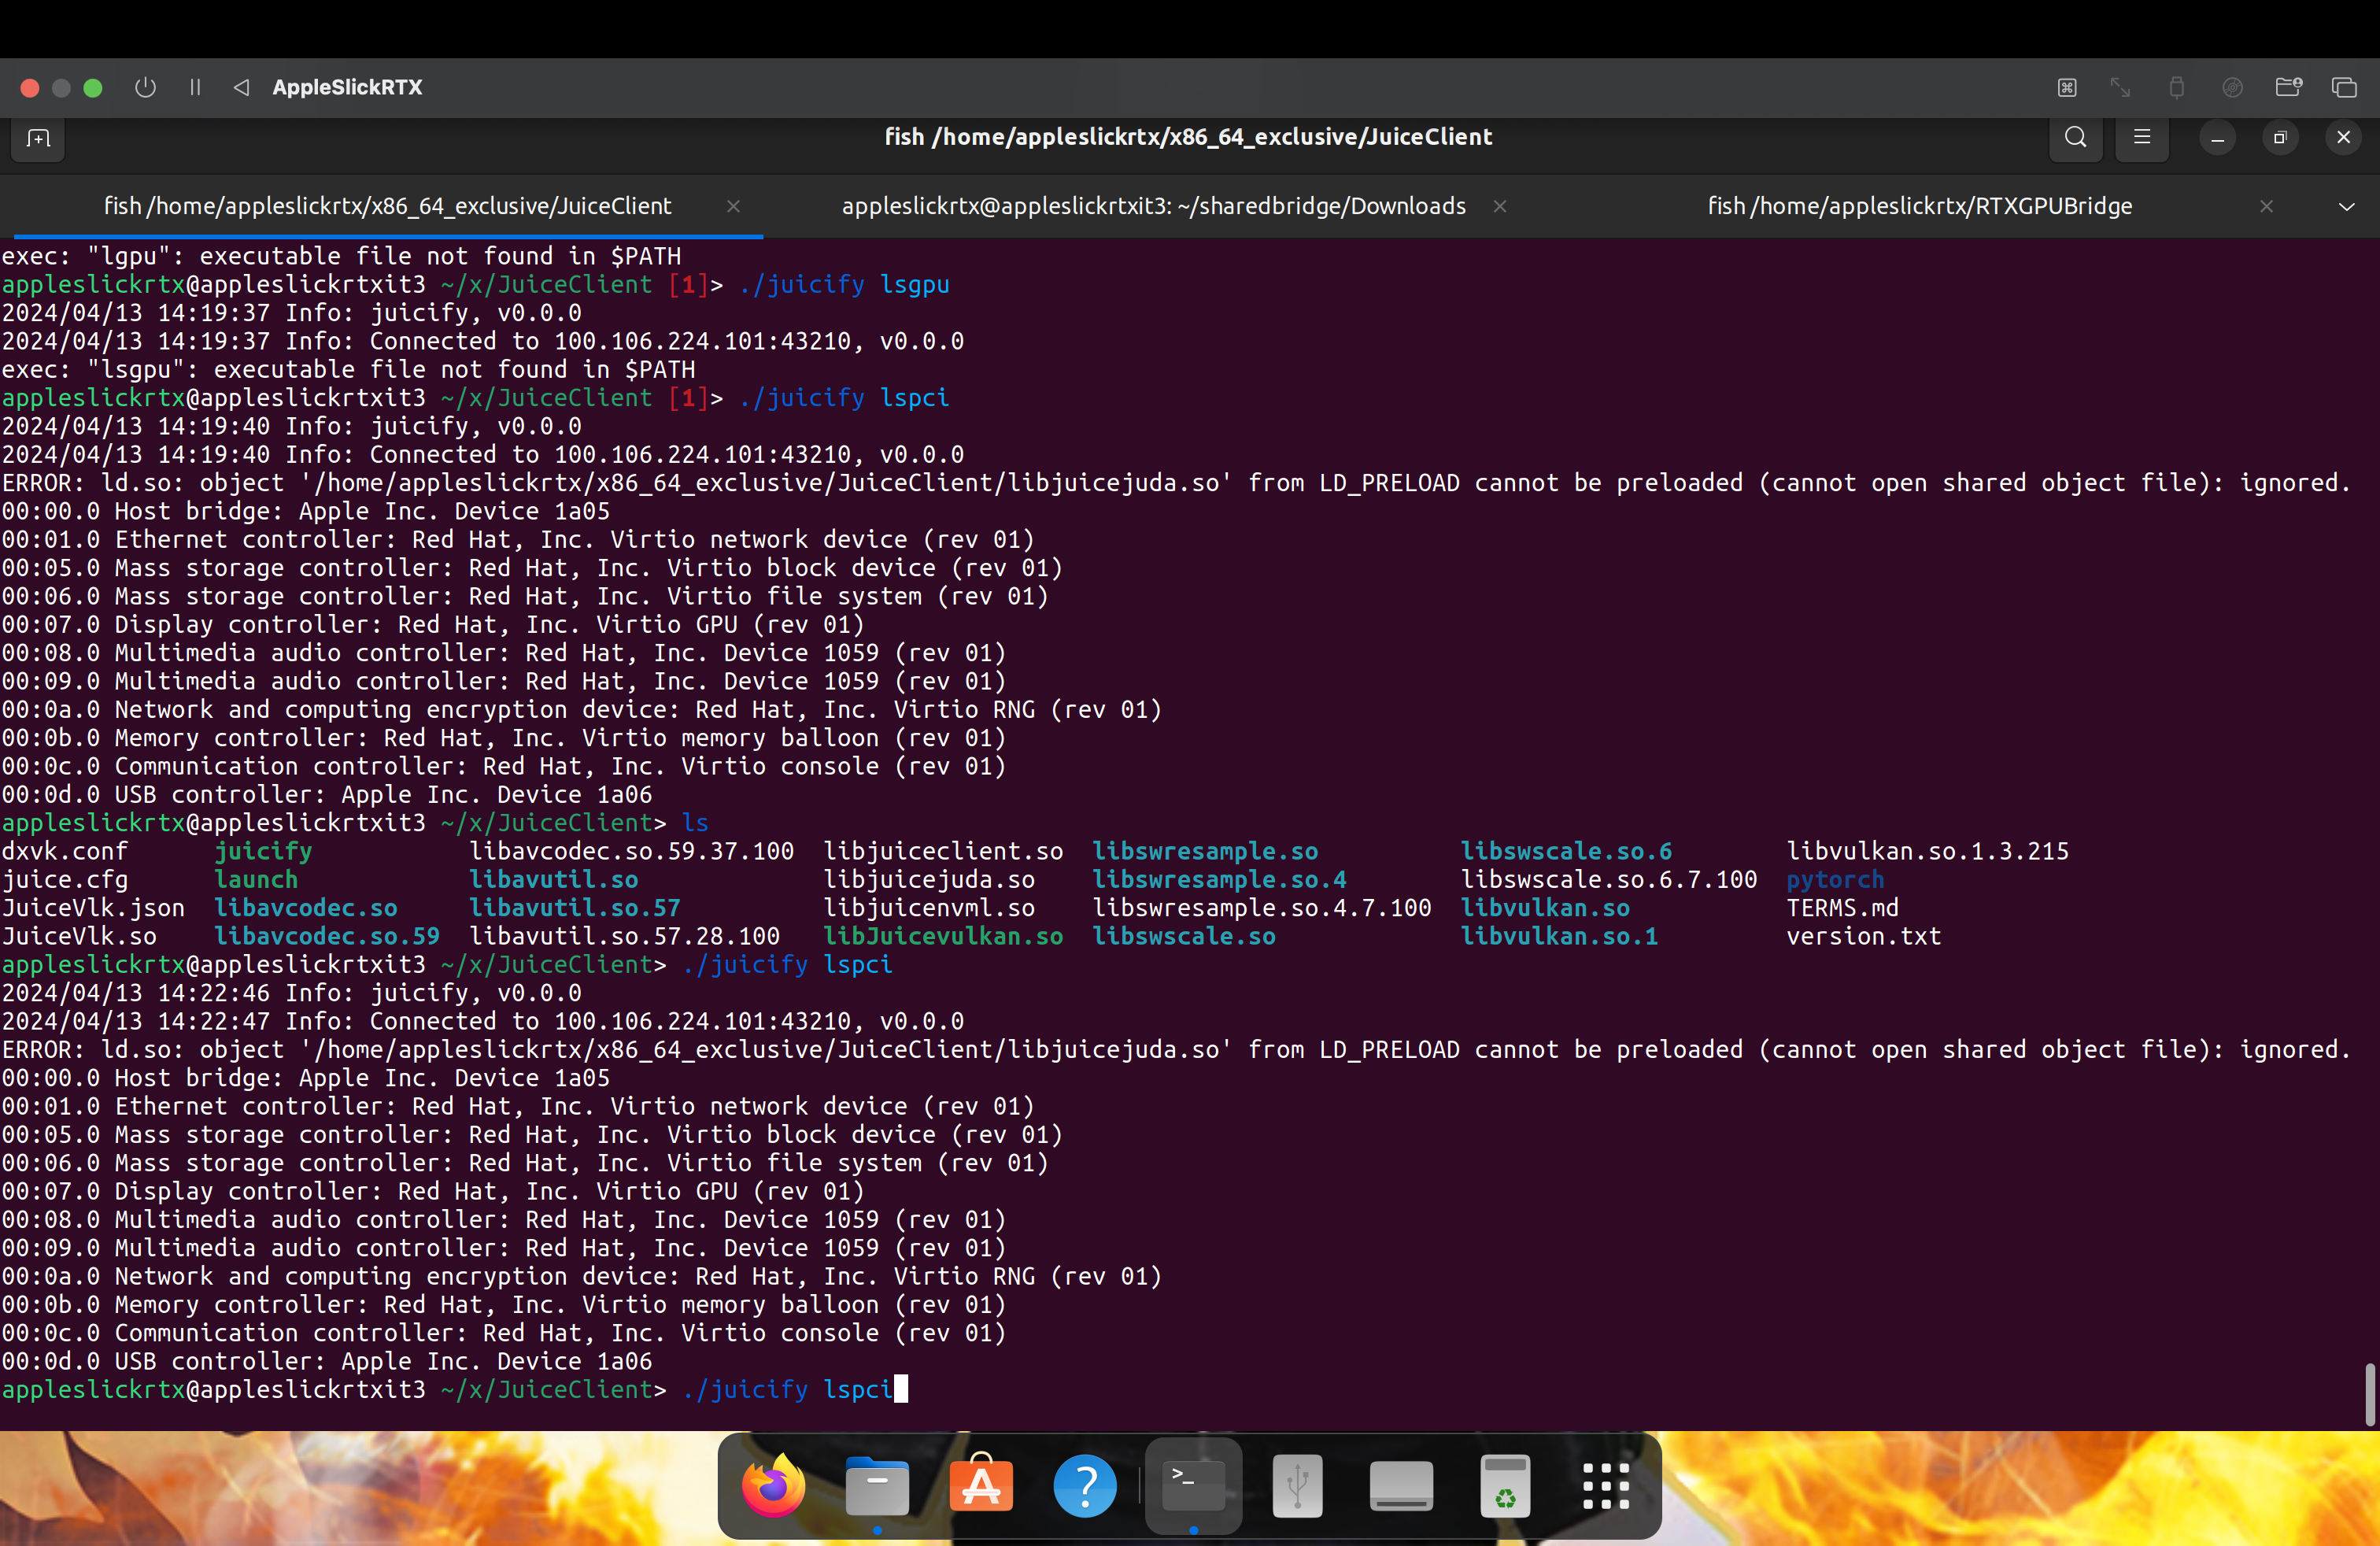 AppleSlickRTX
fish /home/appleslickrtx/x86_64_exclusive/JuiceClient
fish /home/appleslickrtx/x86_64_exclusive/JuiceClient
appleslickrtx@appleslickrtxit3: ~/sharedbridge/Downloads
fish /home/appleslickrtx/RTXGPUBridge
exec: "lgpu": executable file not found in $PATH
appleslickrtx@appleslickrtxit3 ~/x/JuiceClient [1]> ./juicify lsgpu
2024/04/13 14:19:37 Info: juicify, v0.0.0
2024/04/13 14:19:37 Info: Connected to 100.106.224.101:43210, v0.0.0
exec: "lsgpu": executable file not found in $PATH
appleslickrtx@appleslickrtxit3 ~/x/JuiceClient [1]> ./juicify lspci
2024/04/13 14:19:40 Info: juicify, v0.0.0
2024/04/13 14:19:40 Info: Connected to 100.106.224.101:43210, v0.0.0
ERROR: ld.so: object '/home/appleslickrtx/x86_64_exclusive/JuiceClient/libjuicejuda.so' from LD_PRELOAD cannot be preloaded (cannot open shared object file): ignored.
00:00.0 Host bridge: Apple Inc. Device 1a05
00:01.0 Ethernet controller: Red Hat, Inc. Virtio network device (rev 01)
00:05.0 Mass storage controller: Red Hat, Inc. Virtio block device (rev 01)
00:06.0 Mass storage controller: Red Hat, Inc. Virtio file system (rev 01)
00:07.0 Display controller: Red Hat, Inc. Virtio GPU (rev 01)
00:08.0 Multimedia audio controller: Red Hat, Inc. Device 1059 (rev 01)
00:09.0 Multimedia audio controller: Red Hat, Inc. Device 1059 (rev 01)
00:0a.0 Network and computing encryption device: Red Hat, Inc. Virtio RNG (rev 01)
00:0b.0 Memory controller: Red Hat, Inc. Virtio memory balloon (rev 01)
00:0c.0 Communication controller: Red Hat, Inc. Virtio console (rev 01)
00:0d.0 USB controller: Apple Inc. Device 1a06
appleslickrtx@appleslickrtxit3 ~/x/JuiceClient> ls
dxvk.conf juicify libavcodec.so.59.37.100 libjuiceclient.so libswresample.so libswscale.so.6 libvulkan.so.1.3.215
juice.cfg launch libavutil.so libjuicejuda.so libswresample.so.4 libswscale.so.6.7.100 pytorch
JuiceVlk.json libavcodec.so libavutil.so.57 libjuicenvml.so libswresample.so.4.7.100 libvulkan.so TERMS.md
JuiceVlk.so libavcodec.so.59 libavutil.so.57.28.100 libJuicevulkan.so libswscale.so libvulkan.so.1 version.txt
appleslickrtx@appleslickrtxit3 ~/x/JuiceClient> ./juicify lspci
2024/04/13 14:22:46 Info: juicify, v0.0.0
2024/04/13 14:22:47 Info: Connected to 100.106.224.101:43210, v0.0.0
ERROR: ld.so: object '/home/appleslickrtx/x86_64_exclusive/JuiceClient/libjuicejuda.so' from LD_PRELOAD cannot be preloaded (cannot open shared object file): ignored.
00:00.0 Host bridge: Apple Inc. Device 1a05
00:01.0 Ethernet controller: Red Hat, Inc. Virtio network device (rev 01)
00:05.0 Mass storage controller: Red Hat, Inc. Virtio block device (rev 01)
00:06.0 Mass storage controller: Red Hat, Inc. Virtio file system (rev 01)
00:07.0 Display controller: Red Hat, Inc. Virtio GPU (rev 01)
00:08.0 Multimedia audio controller: Red Hat, Inc. Device 1059 (rev 01)
00:09.0 Multimedia audio controller: Red Hat, Inc. Device 1059 (rev 01)
00:0a.0 Network and computing encryption device: Red Hat, Inc. Virtio RNG (rev 01)
00:0b.0 Memory controller: Red Hat, Inc. Virtio memory balloon (rev 01)
00:0c.0 Communication controller: Red Hat, Inc. Virtio console (rev 01)
00:0d.0 USB controller: Apple Inc. Device 1a06
appleslickrtx@appleslickrtxit3 ~/x/JuiceClient> ./juicify lspci